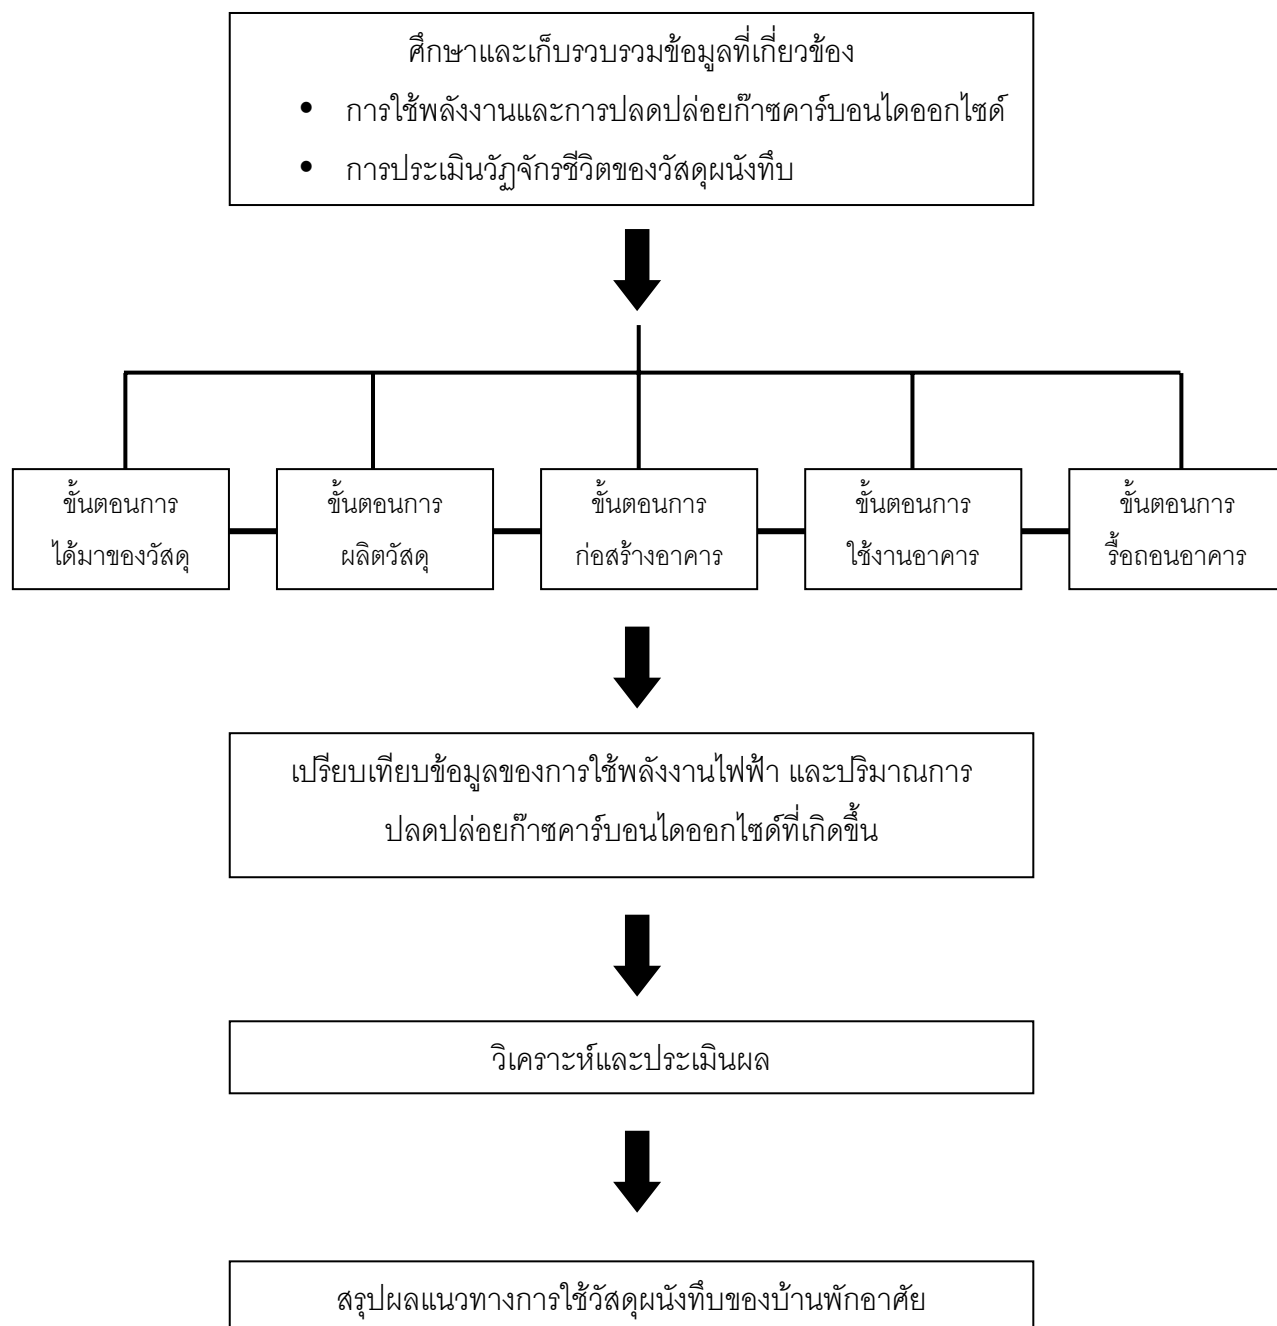 ศึกษาและเก็บรวบรวมข้อมูลที่เกี่ยวข้อง
• การใช้พลังงานและการปลดปล่อยก๊าซคาร์บอนไดออกไซด์
• การประเมินวัฏจักรชีวิตของวัสดุผนังทึบ
ขั้นตอนการ
ได้มาของวัสดุ
ขั้นตอนการ
ผลิตวัสดุ
ขั้นตอนการ
ก่อสร้างอาคาร
ขั้นตอนการ
ใช้งานอาคาร
ขั้นตอนการ
รื้อถอนอาคาร
เปรียบเทียบข้อมูลของการใช้พลังงานไฟฟ้า และปริมาณการ
ปลดปล่อยก๊าซคาร์บอนไดออกไซด์ที่เกิดขึ้น
วิเคราะห์และประเมินผล
สรุปผลแนวทางการใช้วัสดุผนังทึบของบ้านพักอาศัย